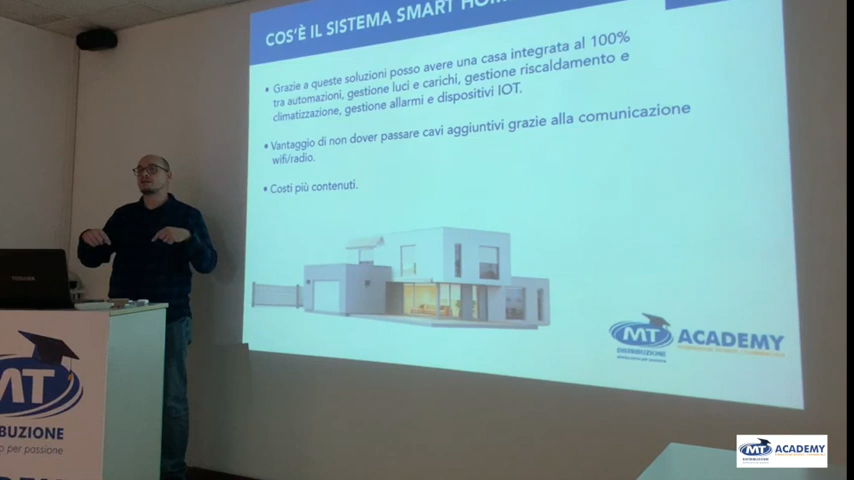 COS'È IL SISTEMA SMART HOM
• Grazie a queste soluzioni posso avere una casa integrata al 100%
tra automazioni, gestione luci e carichi, gestione riscaldamento e
climatizzazione, gestione allarmi e dispositivi IOT.
• Vantaggio di non dover passare cavi aggiuntivi grazie alla comunicazione
wifi/radio.
• Costi più contenuti.
TOSHIBA
MT
BUZIONE
o per passione
MT ACADEMY
DISTRIBUZIONE
MT ACADEMY